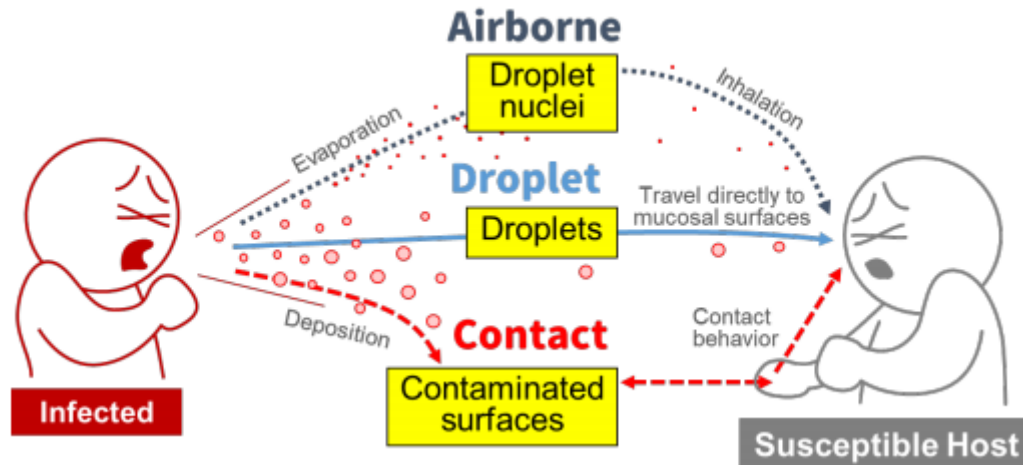 Airborne
Droplet
nuclei
Evaporation
Inhalation
Droplet
Droplets
Travel directly to
mucosal surfaces
Deposition
Contact
Contact
behavior
Contaminated
surfaces
Infected
Susceptible Host